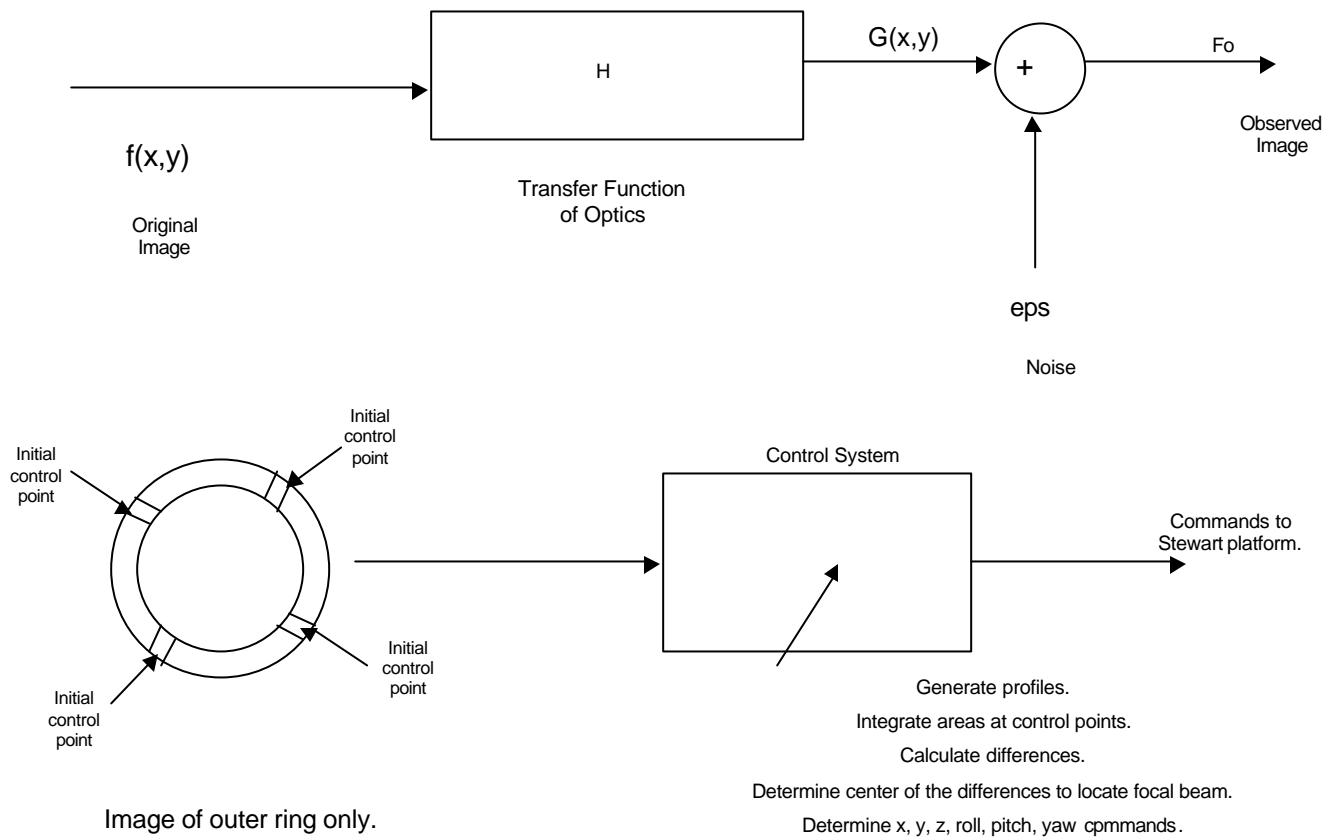 H
G(x,y)
+
Fo
Observed
Image
f(x,y)
Original
Image
Transfer Function
of Optics
eps
Noise
Initial
control
point
Initial
control
point
Initial
control
point
Initial
control
point
Image of outer ring only.
Control System
Commands to
Stewart platform.
Generate profiles.
Integrate areas at control points.
Calculate differences.
Determine center of the differences to locate focal beam.
Determine x, y, z, roll, pitch, yaw cpmmands.